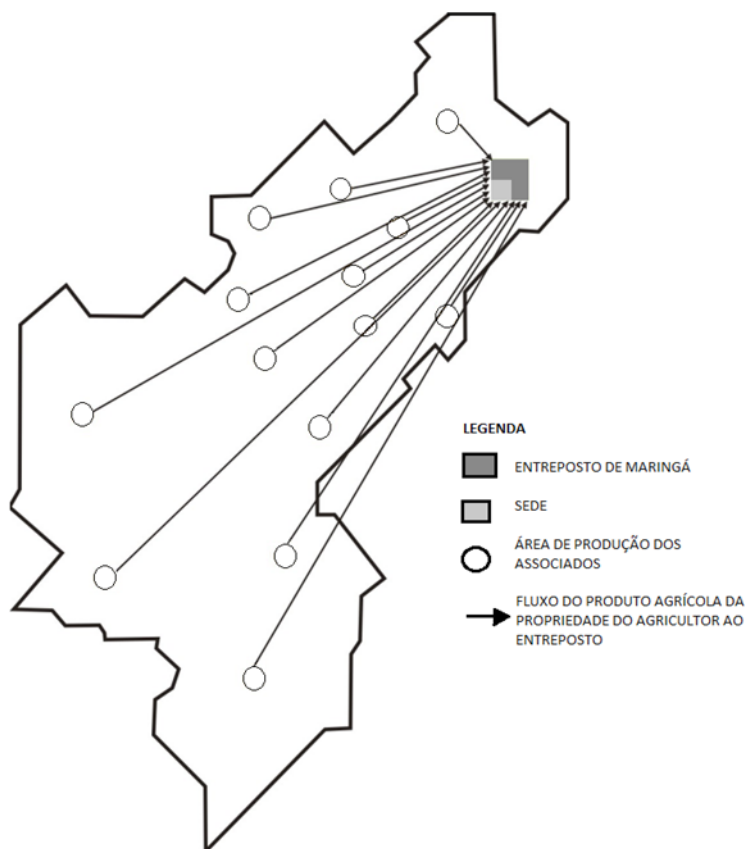 LEGENDA
ENTREPOSTO DE MARINGÁ
SEDE
ÁREA DE PRODUÇÃO DOS
ASSOCIADOS
FLUXO DO PRODUTO AGRÍCOLA DA
PROPRIEDADE DO AGRICULTOR AO
ENTREPOSTO